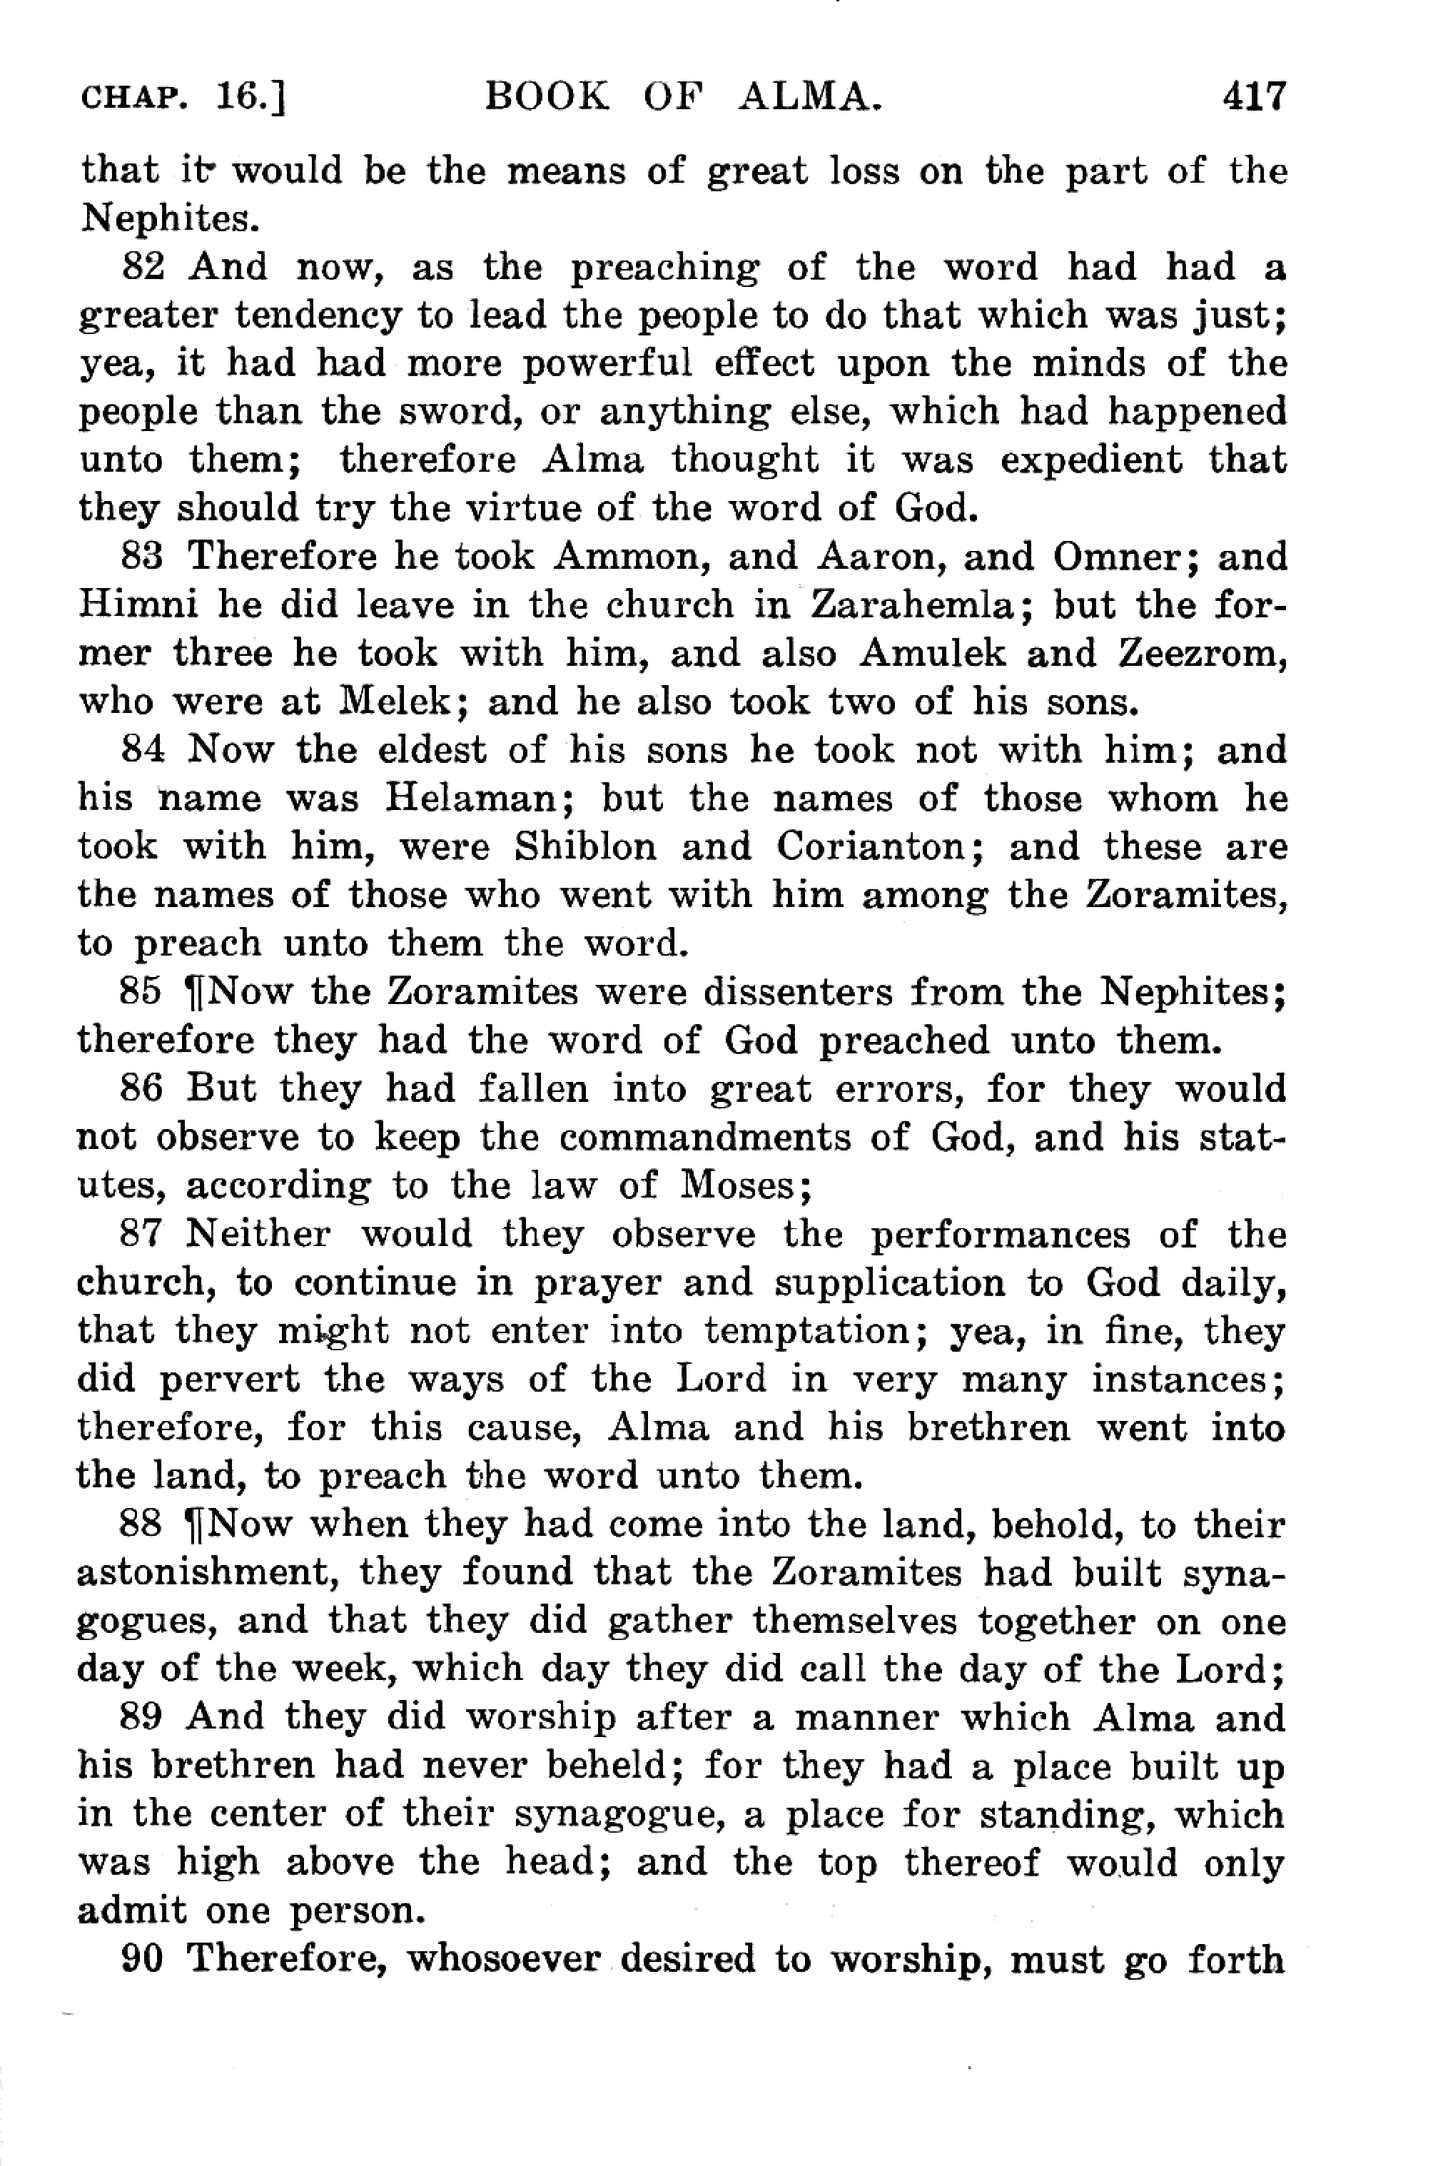 CHAP. 16.] BOOK OF ALMA. 417
that it would be the means of great loss on the part of the
Nephites.
82 And now, as the preaching of the word had had a
greater tendency to lead the people to do that which was just;
yea, it had had more powerful effect upon the minds of the
people than the sword, or anything else, which had happened
unto them; therefore Alma thought it was expedient that
they should try the virtue of the word of God.
83 Therefore he took Ammon, and Aaron, and Omner; and
Himni he did leave in the church in Zarahemla; but the for-
mer three he took with him, and also Amulek and Zeezrom,
who were at Melek; and he also took two of his sons.
84 Now the eldest of his sons he took not with him; and
his name was Helaman; but the names of those whom he
took with him, were Shiblon and Corianton; and these are
the names of those who went with him among the Zoramites,
to preach unto them the word.
85 ¶Now the Zoramites were dissenters from the Nephites;
therefore they had the word of God preached unto them.
86 But they had fallen into great errors, for they would
not observe to keep the commandments of God, and his stat-
utes, according to the law of Moses;
87 Neither would they observe the performances of the
church, to continue in prayer and supplication to God daily,
that they might not enter into temptation; yea, in fine, they
did pervert the ways of the Lord in very many instances;
therefore, for this cause, Alma and his brethren went into
the land, to preach the word unto them.
88 ¶Now when they had come into the land, behold, to their
astonishment, they found that the Zoramites had built syna-
gogues, and that they did gather themselves together on one
day of the week, which day they did call the day of the Lord;
89 And they did worship after a manner which Alma and
his brethren had never beheld; for they had a place built up
in the center of their synagogue, a place for standing, which
was high above the head; and the top thereof would only
admit one person.
90 Therefore, whosoever desired to worship, must go forth